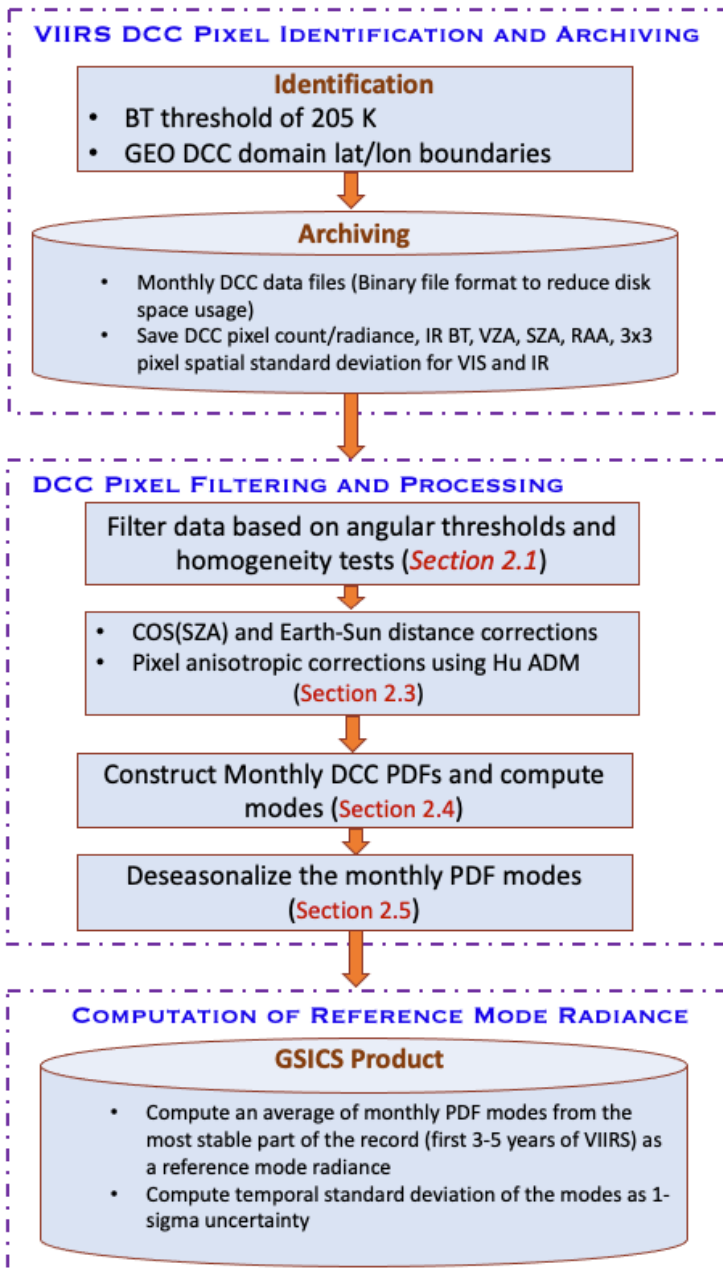 VIIRS DCC PIXEL IDENTIFICATION AND ARCHIVING
Identification
• BT threshold of 205 K
• GEO DCC domain lat/lon boundaries
Archiving
• Monthly DCC data files (Binary file format to reduce disk
space usage)
• Save DCC pixel count/radiance, IR BT, VZA, SZA, RAA, 3x3
pixel spatial standard deviation for VIS and IR
DCC PIXEL FILTERING AND PROCESSING
Filter data based on angular thresholds and
homogeneity tests (Section 2.1)
• COS(SZA) and Earth-Sun distance corrections
• Pixel anisotropic corrections using Hu ADM
(Section 2.3)
Construct Monthly DCC PDFs and compute
modes (Section 2.4)
Deseasonalize the monthly PDF modes
(Section 2.5)
COMPUTATION OF REFERENCE MODE RADIANCE
GSICS Product
• Compute an average of monthly PDF modes from the
most stable part of the record (first 3-5 years of VIIRS) as
a reference mode radiance
• Compute temporal standard deviation of the modes as 1-
sigma uncertainty